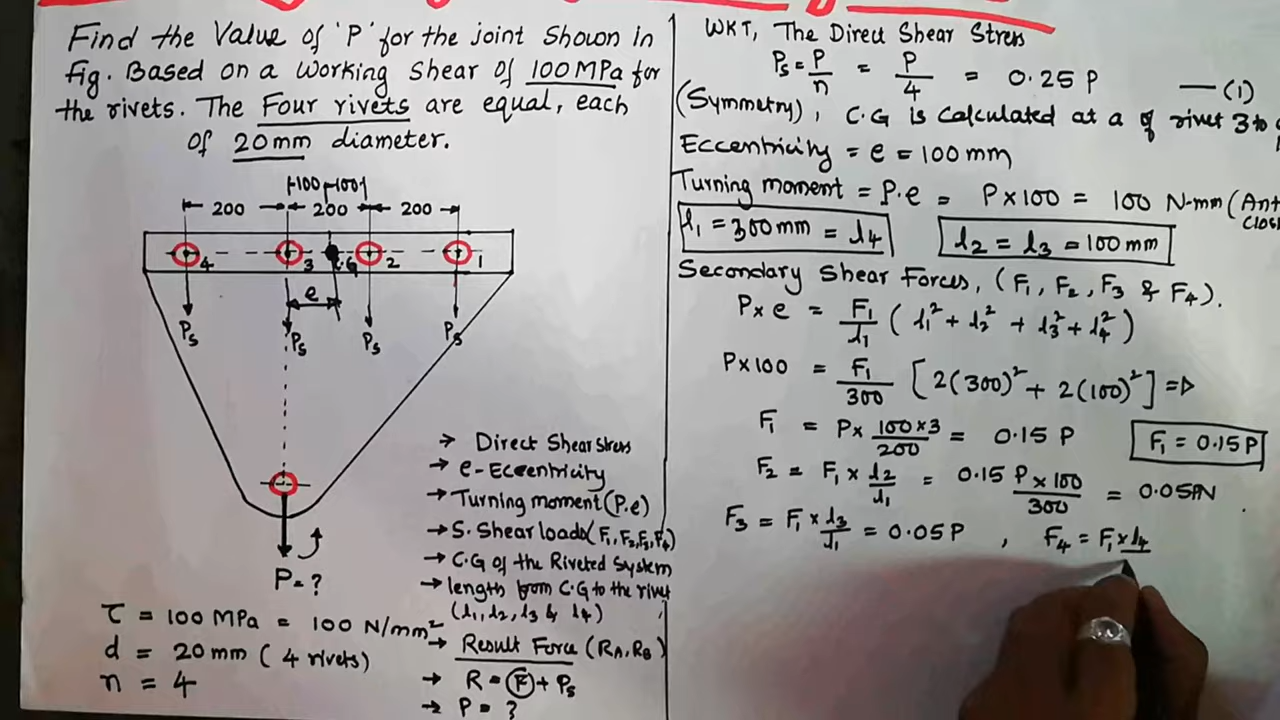 Find the Value of 'P' for the joint Shown in
fig. Based on a Working Shear of 100 MPa for
the rivets. The Four rivets are equal, each
of 20mm diameter.
100 100
200 200 200
4 3 C.G 2 1
e
Ps Ps Ps Ps
P = ?
τ = 100 MPa = 100 N/mm²
d = 20mm ( 4 rivets)
n = 4
→ Direct Shear Stress
→ e - Eccentricity
→ Turning moment (P.e)
→ S. Shear loads (F₁, F₂, F₃, F₄)
→ C.G of the Riveted System
→ length from C.G to the rivet
(l₁, l₂, l₃ & l₄)
→ Result Force (RA, RB)
→ R = F + Ps
→ P = ?
WKT, The Direct Shear Stress
Ps = P/n = P/4 = 0.25 P — (1)
(Symmetry), C.G is calculated at a of rivet 3 to
Eccentricity = e = 100 mm
Turning moment = P.e = P × 100 = 100 N-mm (
l₁ = 300 mm = l₄ l₂ = l₃ = 100 mm
Secondary Shear Forces, (F₁, F₂, F₃ & F₄).
P × e = F₁/l₁ ( l₁² + l₂² + l₃² + l₄² )
P × 100 = F₁/300 [ 2(300)² + 2(100)² ] ⇒
F₁ = P × 100 × 3/200 = 0.15 P F₁ = 0.15 P
F₂ = F₁ × l₂/l₁ = 0.15 P × 100/300 = 0.05PN
F₃ = F₁ × l₃/l₁ = 0.05 P , F₄ = F₁ × l₄